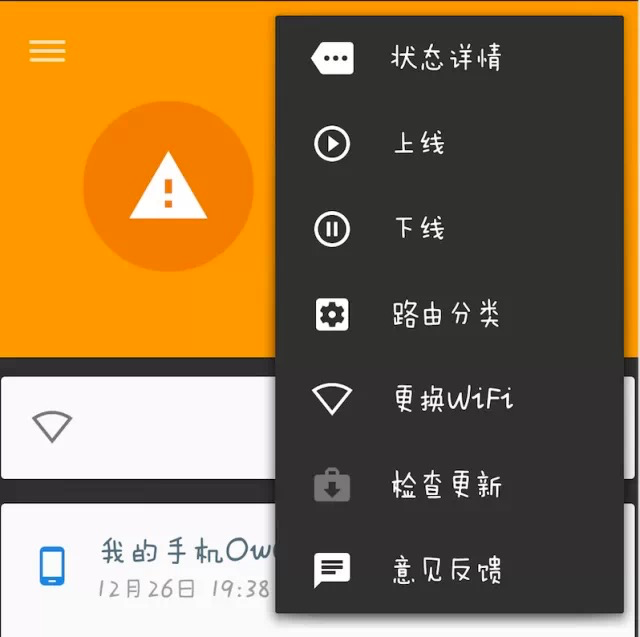 状态详情
上线
下线
路由分类
更换WiFi
检查更新
意见反馈
我的手机Ow
12月26日 19:38